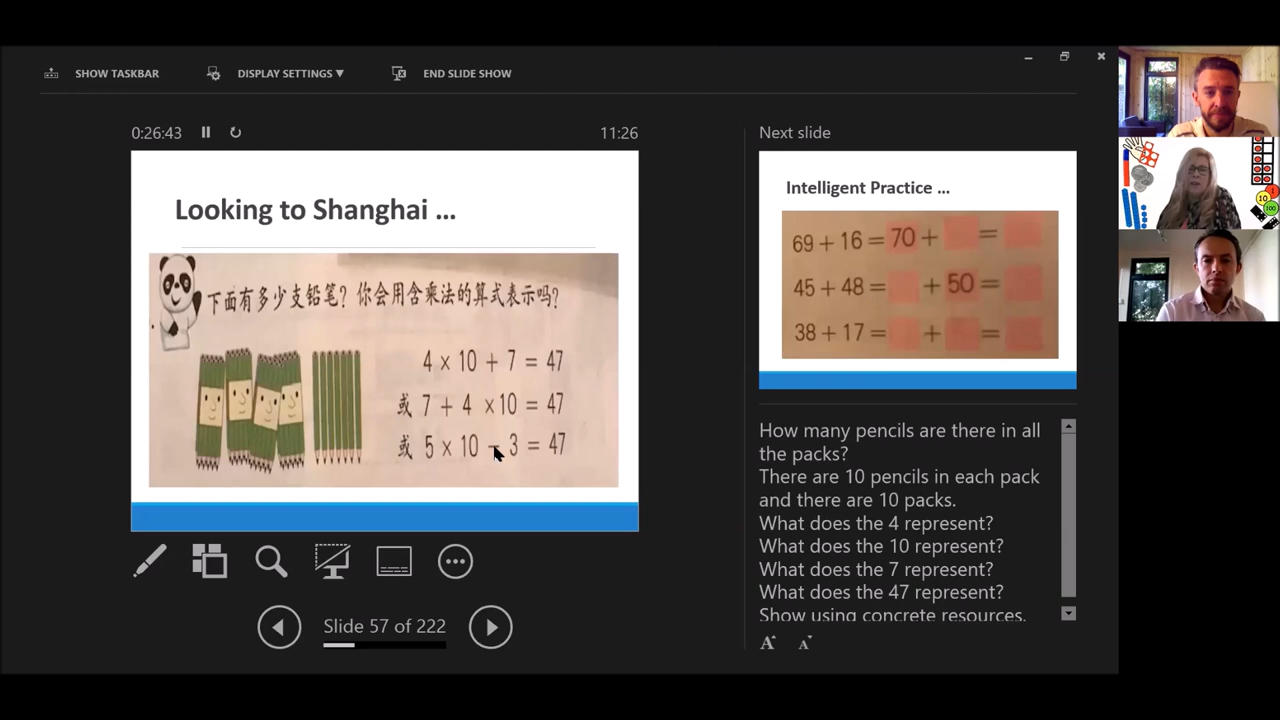 SHOW TASKBAR
DISPLAY SETTINGS ▼
END SLIDE SHOW
0:26:43
11:26
Looking to Shanghai ...
下面有多少支铅笔？你会用含乘法的算式表示吗？
4 × 10 + 7 = 47
或 7 + 4 × 10 = 47
或 5 × 10 − 3 = 47
Slide 57 of 222
Next slide
Intelligent Practice ...
69 + 16 = 70 + =
45 + 48 = + 50 =
38 + 17 = + =
How many pencils are there in all
the packs?
There are 10 pencils in each pack
and there are 10 packs.
What does the 4 represent?
What does the 10 represent?
What does the 7 represent?
What does the 47 represent?
Show using concrete resources.
A
A
10
100